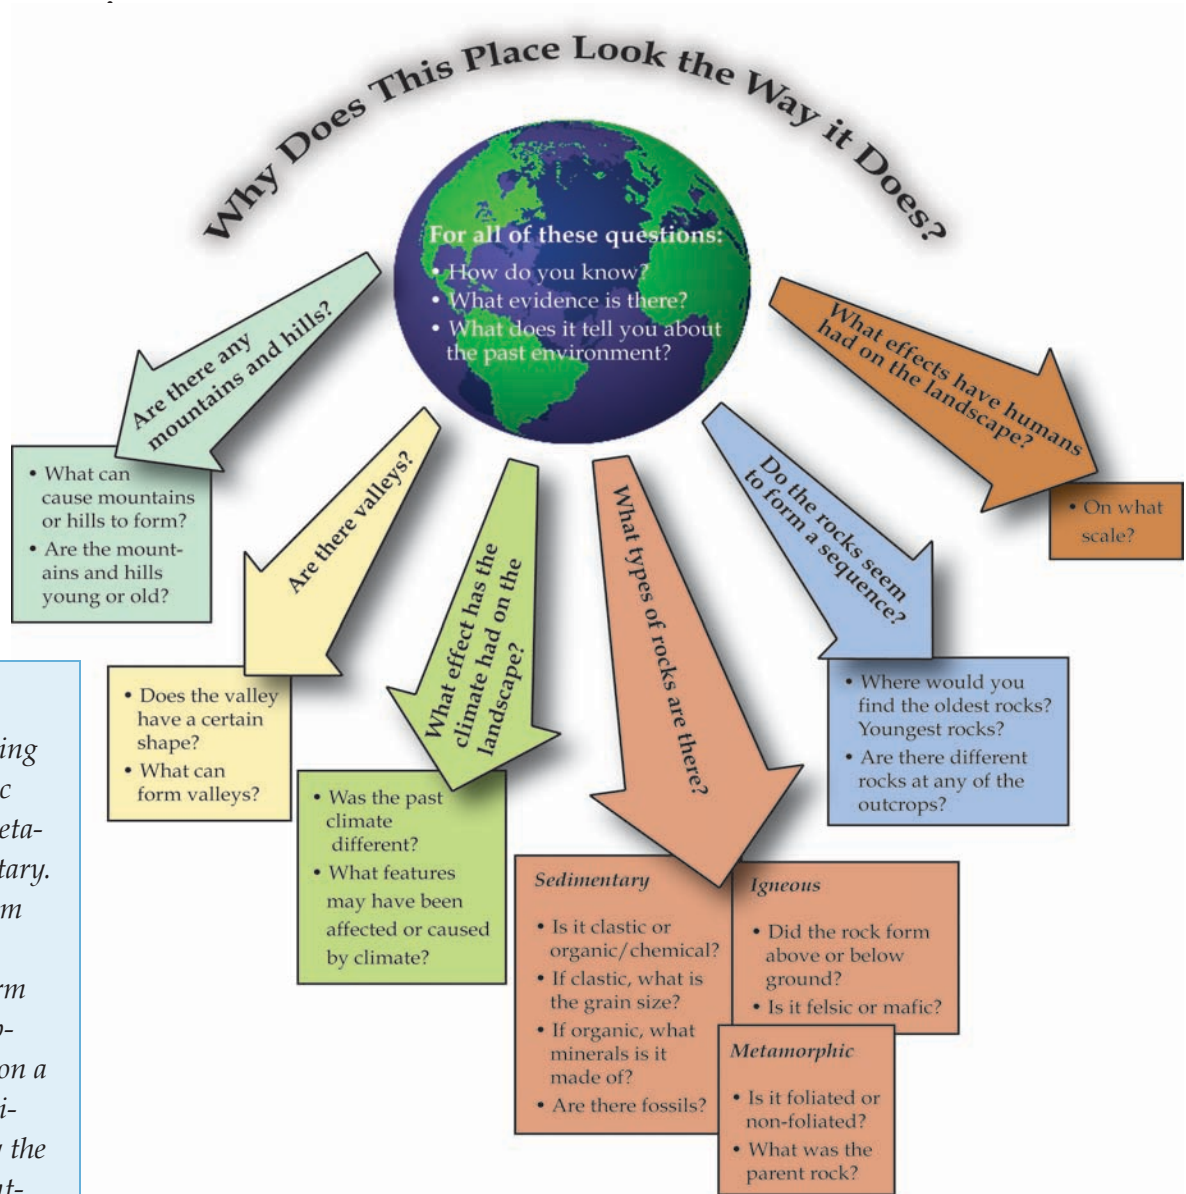 Why Does This Place Look the Way it Does?
For all of these questions:
• How do you know?
• What evidence is there?
• What does it tell you about
the past environment?
Are there any
mountains and hills?
• What can
cause mountains
or hills to form?
• Are the mount-
ains and hills
young or old?
Are there valleys?
• Does the valley
have a certain
shape?
• What can
form valleys?
What effect has the
climate had on the
landscape?
• Was the past
climate
different?
• What features
may have been
affected or caused
by climate?
What types of rocks are there?
Sedimentary
• Is it clastic or
organic/chemical?
• If clastic, what is
the grain size?
• If organic, what
minerals is it
made of?
• Are there fossils?
Igneous
• Did the rock form
above or below
ground?
• Is it felsic or mafic?
Metamorphic
• Is it foliated or
non-foliated?
• What was the
parent rock?
Do the rocks seem
to form a sequence?
• Where would you
find the oldest rocks?
Youngest rocks?
• Are there different
rocks at any of the
outcrops?
What effects have humans
had on the landscape?
• On what
scale?
ing
c
eta-
tary.
m
rm
p-
on a
i-
y the
at-